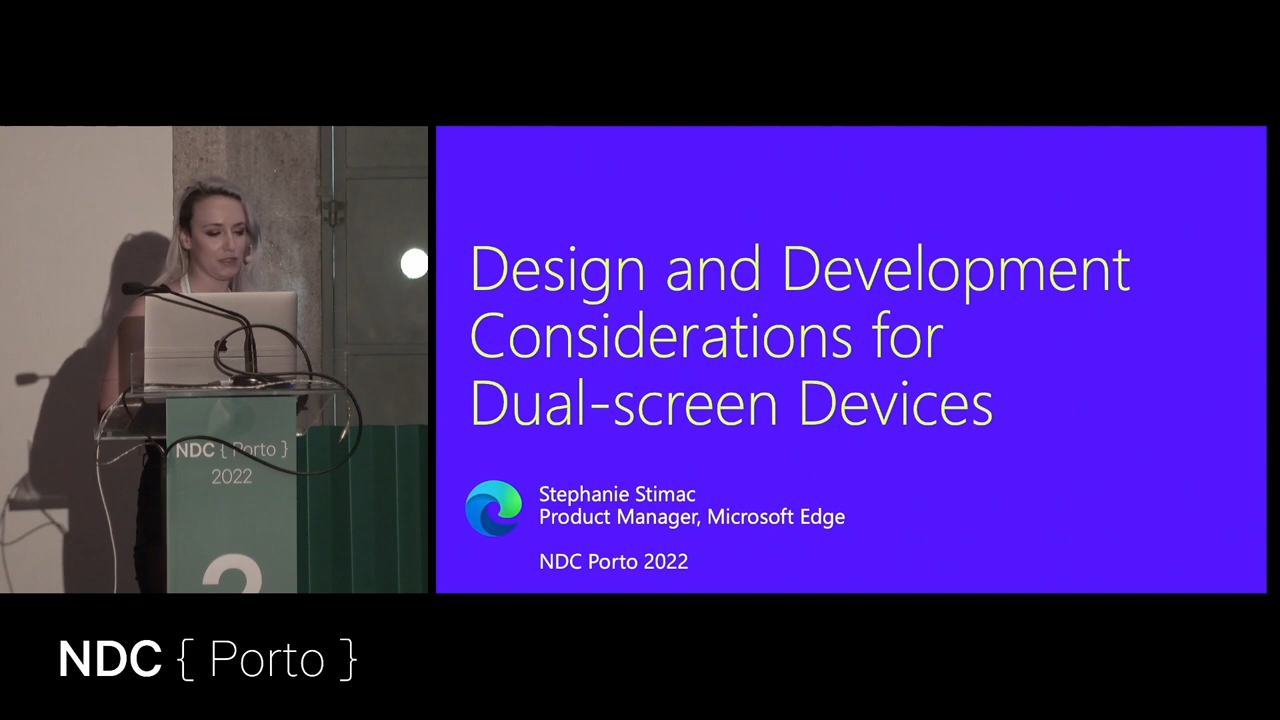 Design and Development
Considerations for
Dual-screen Devices
Stephanie Stimac
Product Manager, Microsoft Edge
NDC Porto 2022
NDC { Porto }
2022
2
NDC { Porto }